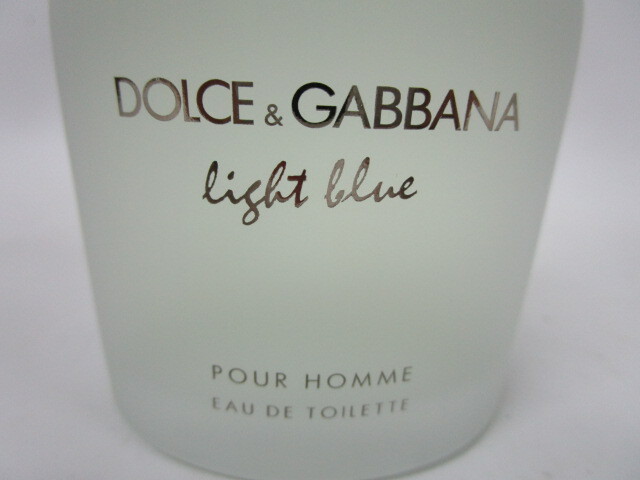 DOLCE & GABBANA
light blue
POUR HOMME
EAU DE TOILETTE